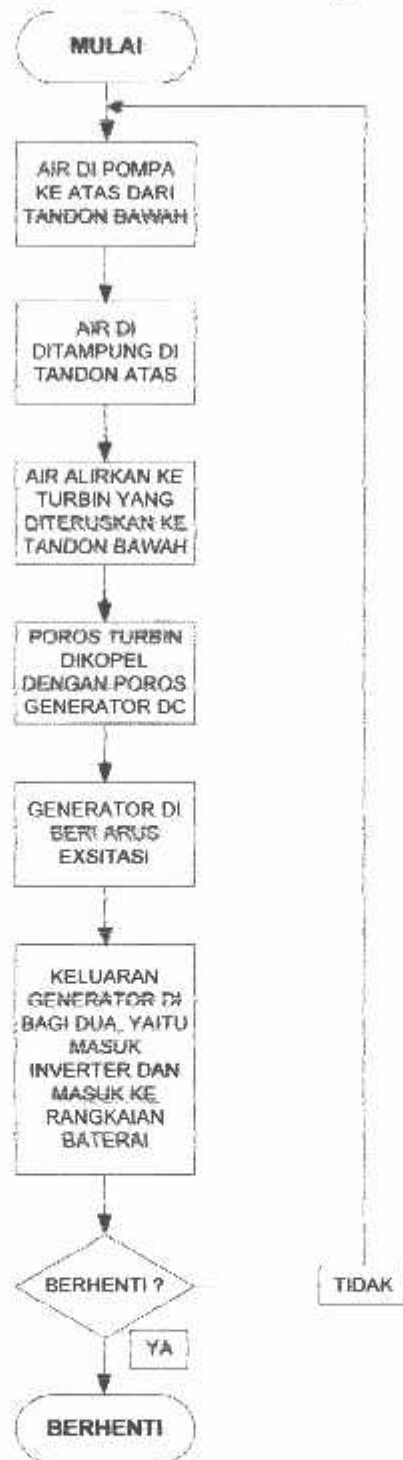 MULAI
AIR DI POMPA
KE ATAS DARI
TANDON BAWAH
AIR DI
DITAMPUNG DI
TANDON ATAS
AIR ALIRKAN KE
TURBIN YANG
DITERUSKAN KE
TANDON BAWAH
POROS TURBIN
DIKOPEL
DENGAN POROS
GENERATOR DC
GENERATOR DI
BERI ARUS
EXSITASI
KELUARAN
GENERATOR DI
BAGI DUA, YAITU
MASUK
INVERTER DAN
MASUK KE
RANGKAIAN
BATERAI
BERHENTI ?
TIDAK
YA
BERHENTI